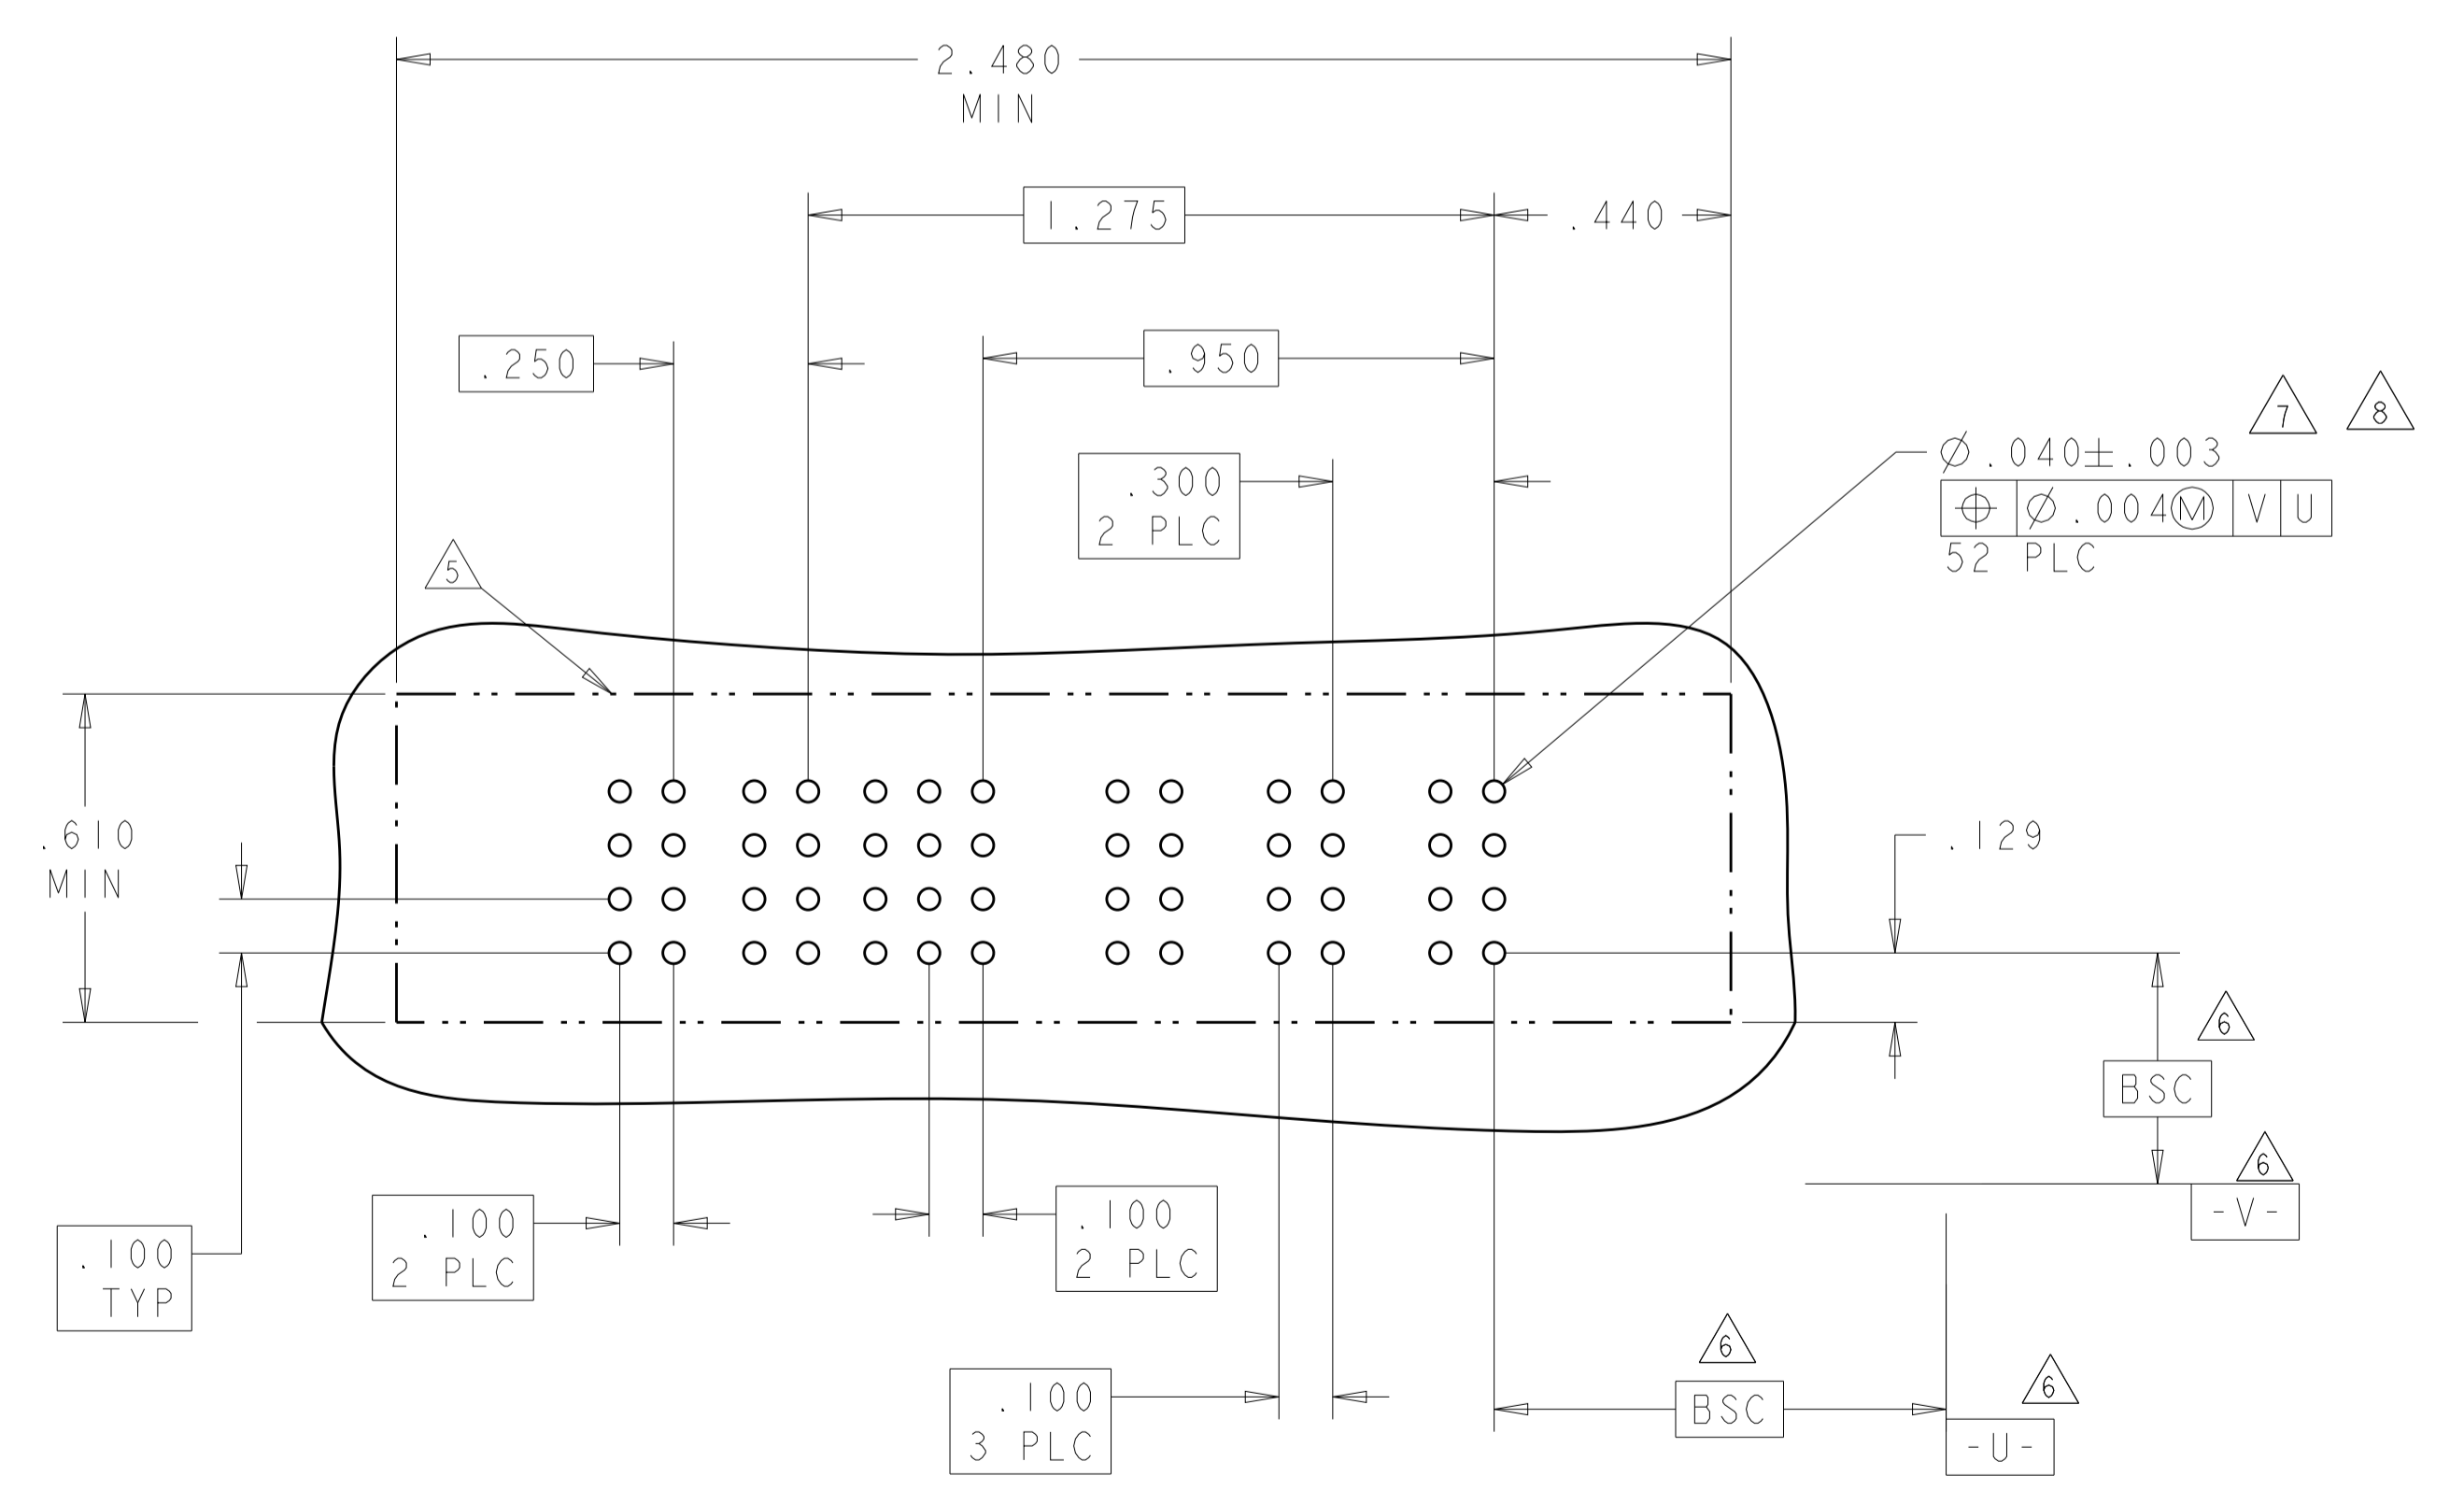 2.480
MIN
1.275
.440
.250
.950
.300
2 PLC
7
8
⌀.040±.003
⌖ ⌀.004Ⓜ V U
52 PLC
5
.610
MIN
.129
6
BSC
6
-V-
.100
2 PLC
.100
2 PLC
.100
TYP
6
BSC
6
-U-
.100
3 PLC